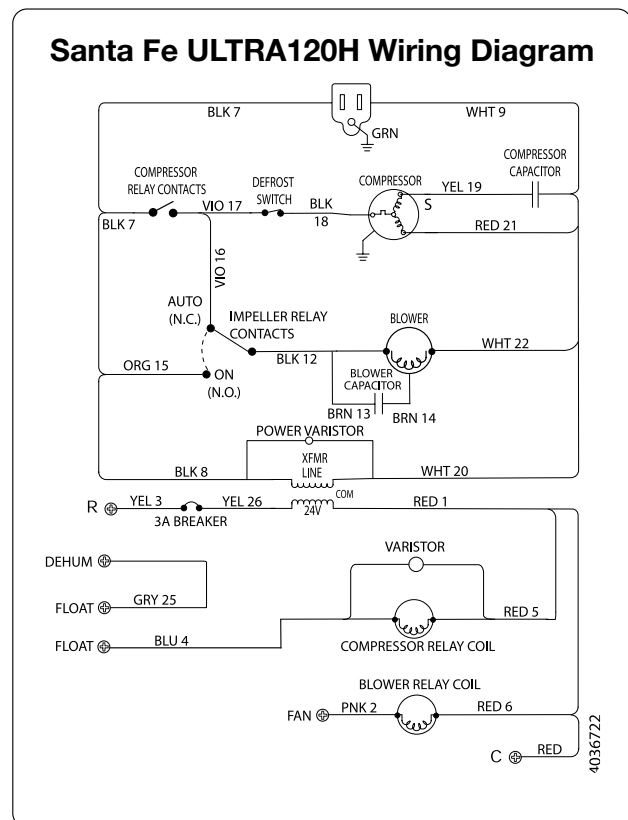 Santa Fe ULTRA120H Wiring Diagram
BLK 7
WHT 9
GRN
COMPRESSOR
RELAY CONTACTS
DEFROST
SWITCH
COMPRESSOR
COMPRESSOR
CAPACITOR
YEL 19
VIO 17
BLK
18
S
BLK 7
RED 21
VIO 16
AUTO
(N.C.)
IMPELLER RELAY
CONTACTS
BLOWER
BLK 12
WHT 22
ORG 15
ON
(N.O.)
BLOWER
CAPACITOR
BRN 13
BRN 14
POWER VARISTOR
BLK 8
XFMR
LINE
WHT 20
COM
R
YEL 3
YEL 26
24V
RED 1
3A BREAKER
DEHUM
VARISTOR
FLOAT
GRY 25
RED 5
FLOAT
BLU 4
COMPRESSOR RELAY COIL
BLOWER RELAY COIL
FAN
PNK 2
RED 6
C
RED
4036722